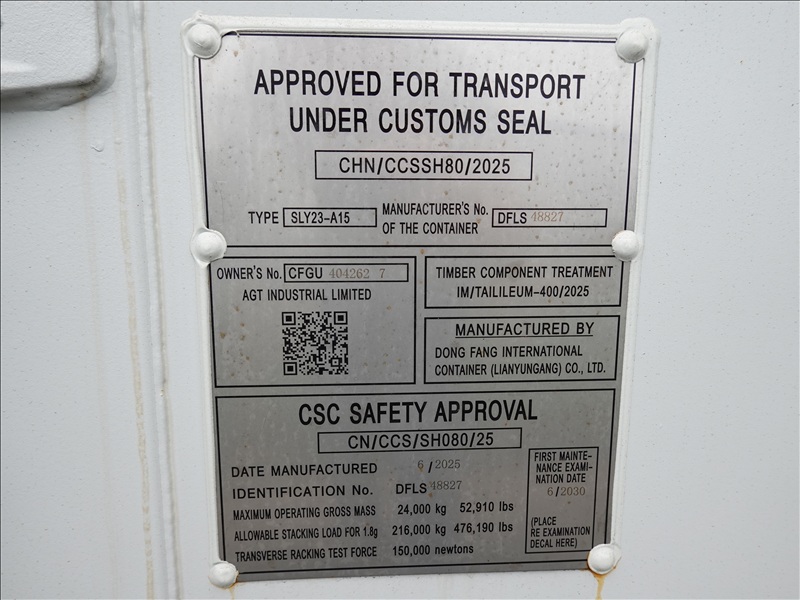 APPROVED FOR TRANSPORT
UNDER CUSTOMS SEAL
CHN/CCSSH80/2025
TYPE SLY23-A15 MANUFACTURER'S No. OF THE CONTAINER DFLS 48827
OWNER'S No. CFGU 404262 7
AGT INDUSTRIAL LIMITED
TIMBER COMPONENT TREATMENT
IM/TAILILEUM-400/2025
MANUFACTURED BY
DONG FANG INTERNATIONAL
CONTAINER (LIANYUNGANG) CO., LTD.
CSC SAFETY APPROVAL
CN/CCS/SH080/25
DATE MANUFACTURED 6 / 2025
IDENTIFICATION No. DFLS 48827
MAXIMUM OPERATING GROSS MASS 24,000 kg 52,910 lbs
ALLOWABLE STACKING LOAD FOR 1.8g 216,000 kg 476,190 lbs
TRANSVERSE RACKING TEST FORCE 150,000 newtons
FIRST MAINTE-
NANCE EXAMI-
NATION DATE
6/2030
(PLACE
RE EXAMINATION
DECAL HERE)